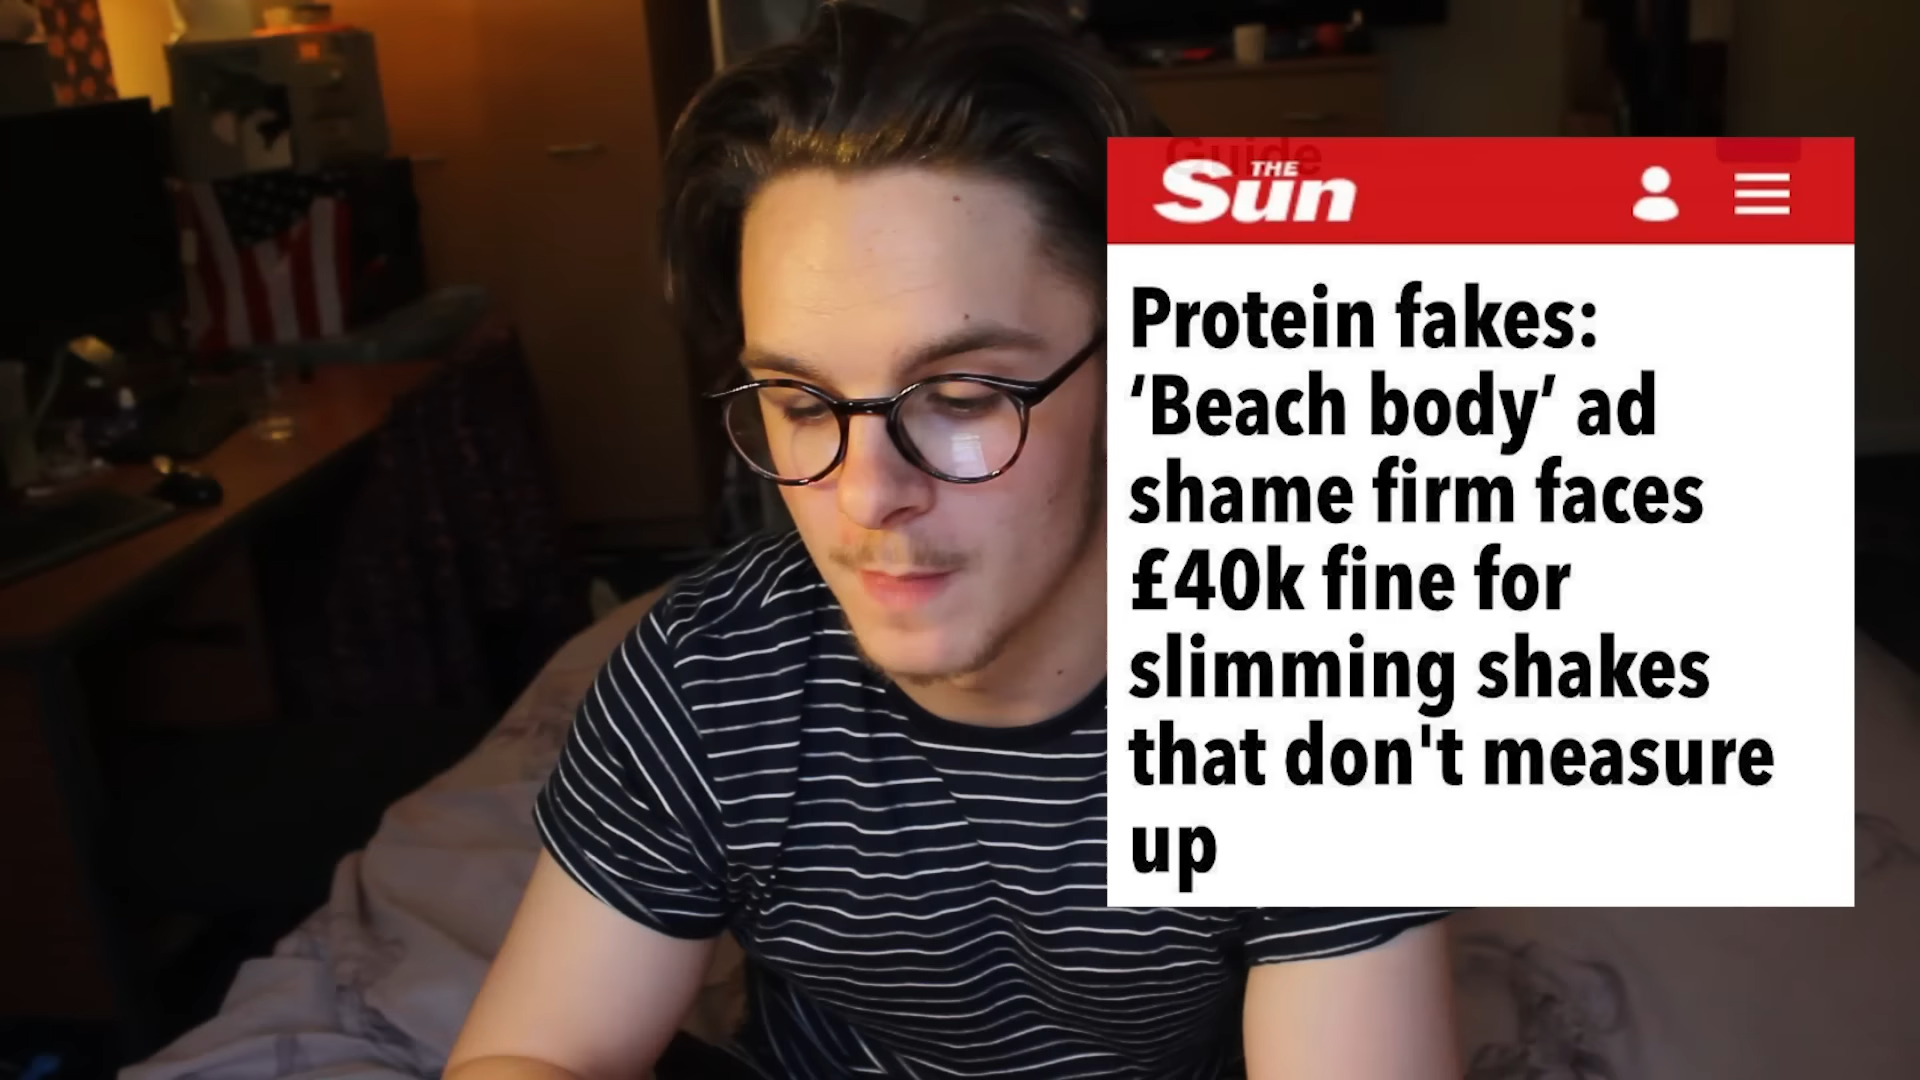 Guide
THE
Sun
Protein fakes:
‘Beach body’ ad
shame firm faces
£40k fine for
slimming shakes
that don't measure
up